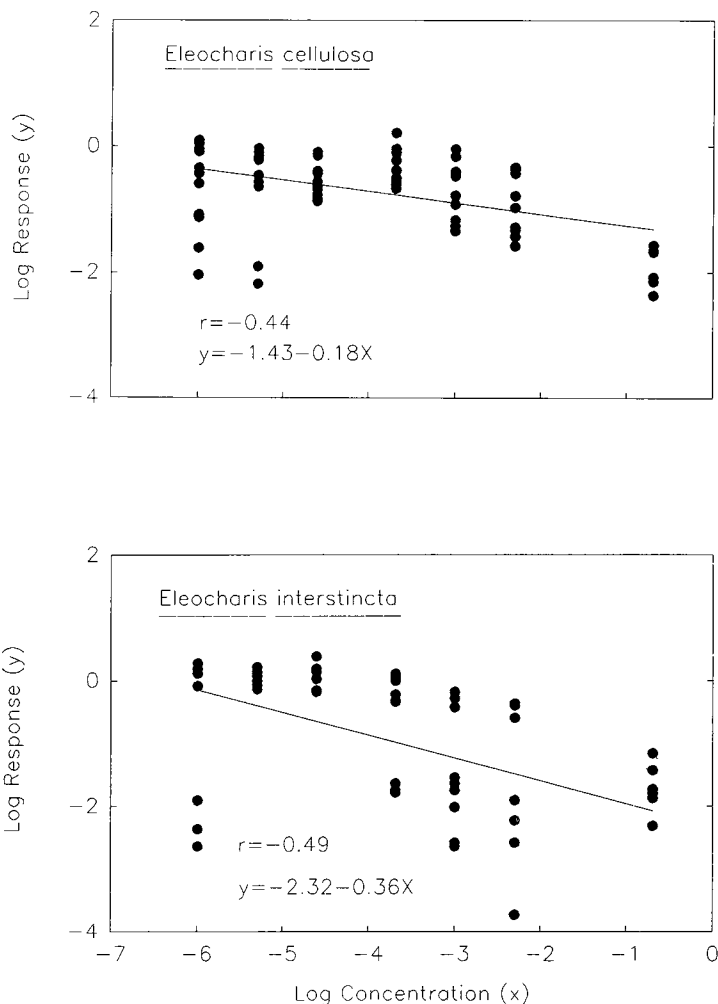 2
Eleocharis cellulosa
0
Log Response (y)
−2
r=−0.44
y=−1.43−0.18X
−4
2
Eleocharis interstincta
0
Log Response (y)
−2
r=−0.49
y=−2.32−0.36X
−4
−7 −6 −5 −4 −3 −2 −1 0
Log Concentration (x)